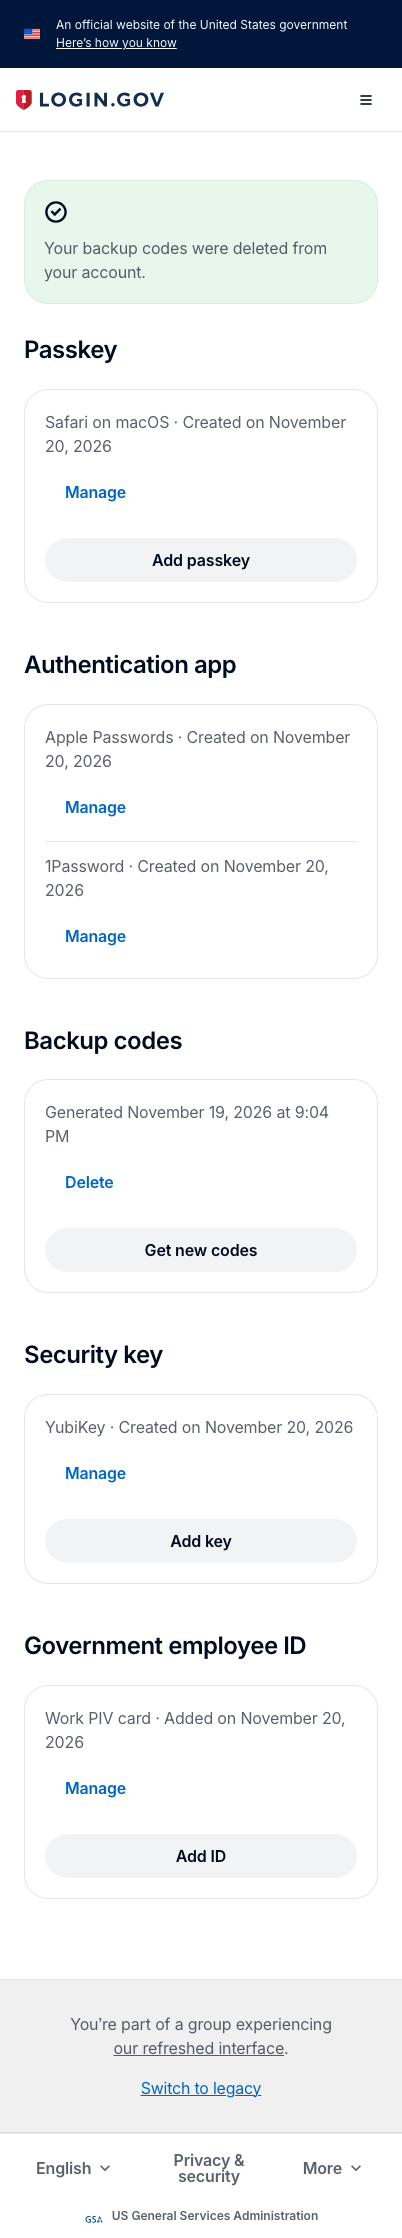 An official website of the United States government
Here’s how you know
LOGIN.GOV
Your backup codes were deleted from
your account.
Passkey
Safari on macOS · Created on November
20, 2026
Manage
Add passkey
Authentication app
Apple Passwords · Created on November
20, 2026
Manage
1Password · Created on November 20,
2026
Manage
Backup codes
Generated November 19, 2026 at 9:04
PM
Delete
Get new codes
Security key
YubiKey · Created on November 20, 2026
Manage
Add key
Government employee ID
Work PIV card · Added on November 20,
2026
Manage
Add ID
You’re part of a group experiencing
our refreshed interface.
Switch to legacy
English
Privacy &
security
More
GSA US General Services Administration